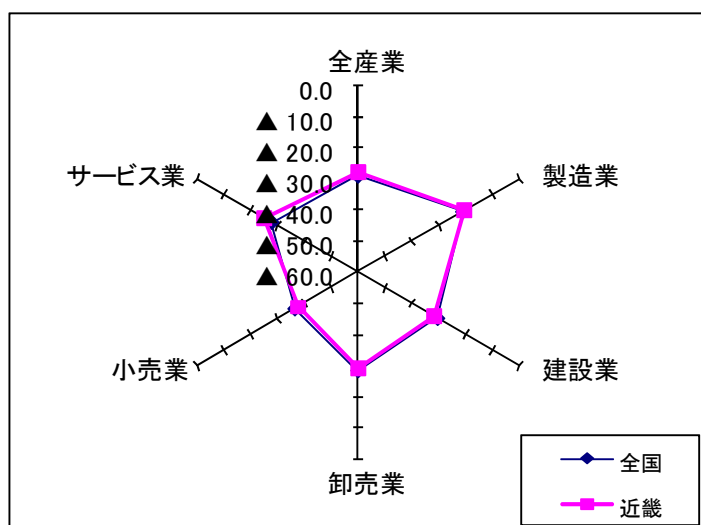 全産業
0.0
▲ 10.0
▲ 20.0
▲ 30.0
▲ 40.0
▲ 50.0
▲ 60.0
サービス業
製造業
小売業
建設業
卸売業
全国
近畿